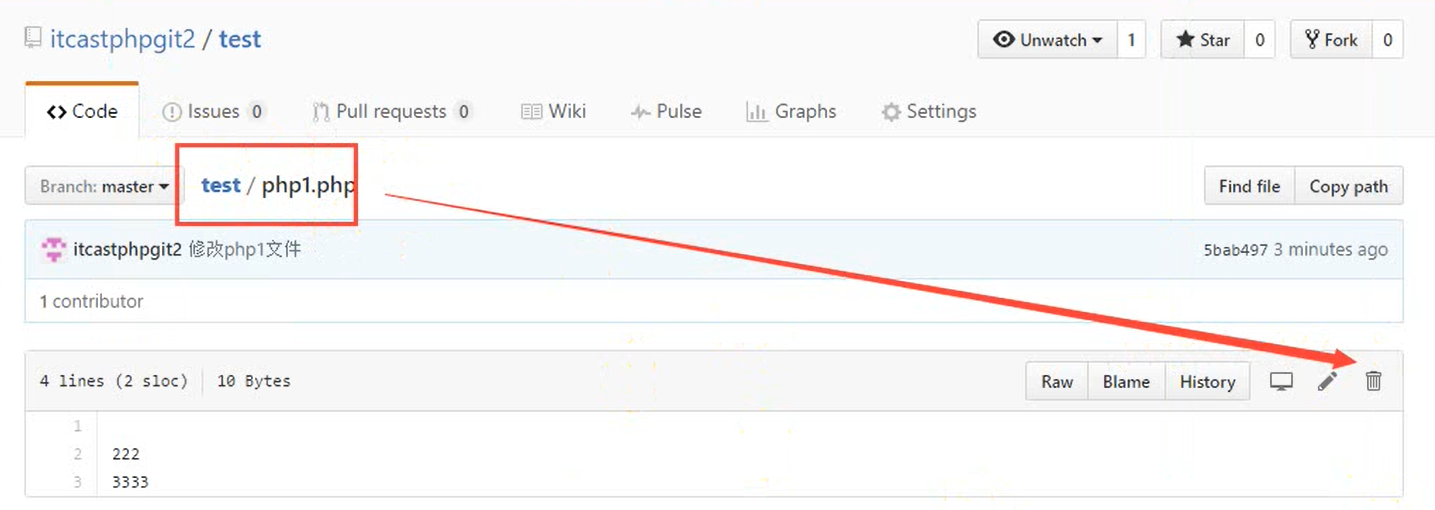 itcastphpgit2 / test
Unwatch 1 Star 0 Fork 0
Code Issues 0 Pull requests 0 Wiki Pulse Graphs Settings
Branch: master test / php1.php Find file Copy path
itcastphpgit2 修改php1文件 5bab497 3 minutes ago
1 contributor
4 lines (2 sloc) 10 Bytes Raw Blame History
1
2 222
3 3333